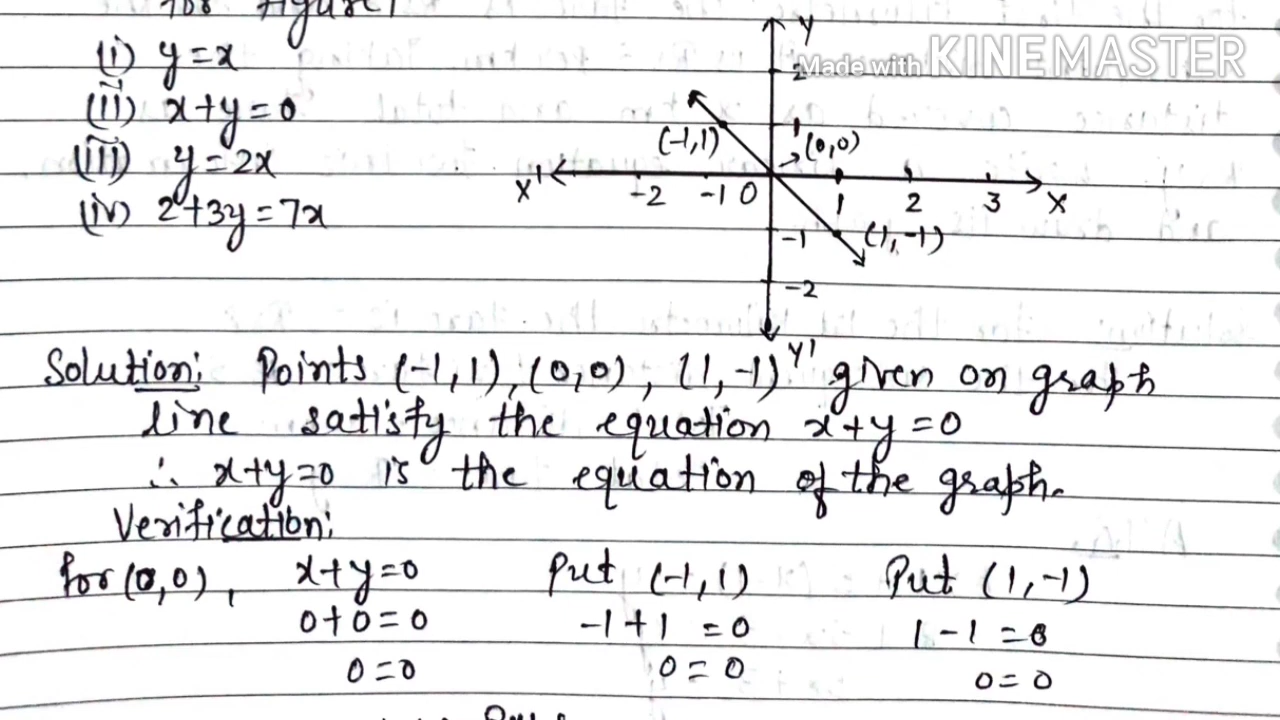 for figure 1
(i) y = x
(ii) x + y = 0
(iii) y = 2x
(iv) 2 + 3y = 7x
Y
Made with KINEMASTER
2
1
(-1, 1)
(0,0)
X'
-2 -1 0 1 2 3 X
-1
(1, -1)
-2
Y'
Solution: Points (-1, 1), (0, 0), (1, -1) given on graph
line satisfy the equation x + y = 0
∴ x + y = 0 is the equation of the graph.
Verification:
for (0, 0), x + y = 0 Put (-1, 1) Put (1, -1)
0 + 0 = 0 -1 + 1 = 0 1 - 1 = 0
0 = 0 0 = 0 0 = 0